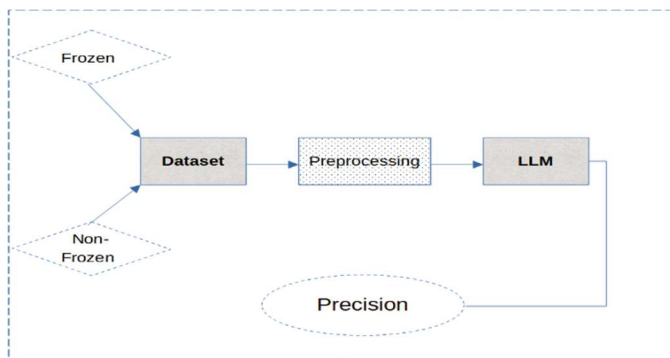 Frozen
Dataset
Preprocessing
LLM
Non-
Frozen
Precision